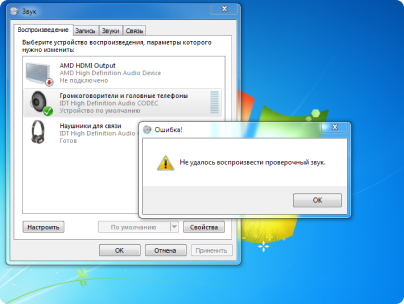 Звук
Воспроизведение Запись Звуки Связь
Выберите устройство воспроизведения, параметры которого
нужно изменить:
AMD HDMI Output
AMD High Definition Audio Device
Не подключено
Громкоговорители и головные телефоны
IDT High Definition Audio CODEC
Устройство по умолчанию
Наушники для связи
IDT High Definition Audio CODEC
Готов
Ошибка!
Не удалось воспроизвести проверочный звук.
OK
Настроить По умолчанию Свойства
OK Отмена Применить